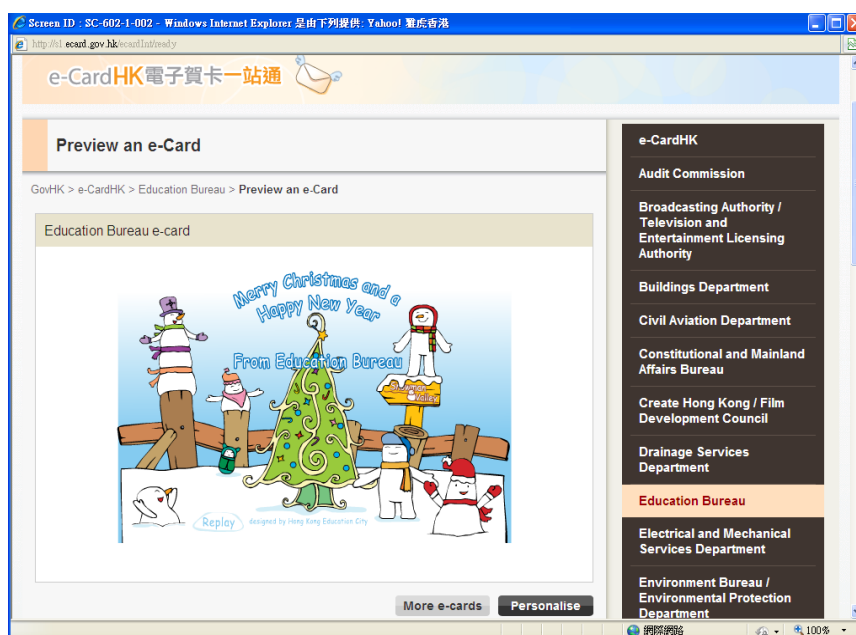 Screen ID : SC-602-1-002 - Windows Internet Explorer 是由下列提供: Yahoo! 雅虎香港
http://s1.ecard.gov.hk/ecardInt/ready
e-CardHK電子賀卡一站通
Preview an e-Card
GovHK > e-CardHK > Education Bureau > Preview an e-Card
Education Bureau e-card
Merry Christmas and a
Happy New Year
From Education Bureau
Snowman
Valley
Replay
designed by Hong Kong Education City
More e-cards
Personalise
e-CardHK
Audit Commission
Broadcasting Authority /
Television and
Entertainment Licensing
Authority
Buildings Department
Civil Aviation Department
Constitutional and Mainland
Affairs Bureau
Create Hong Kong / Film
Development Council
Drainage Services
Department
Education Bureau
Electrical and Mechanical
Services Department
Environment Bureau /
Environmental Protection
Department
網際網路
100%